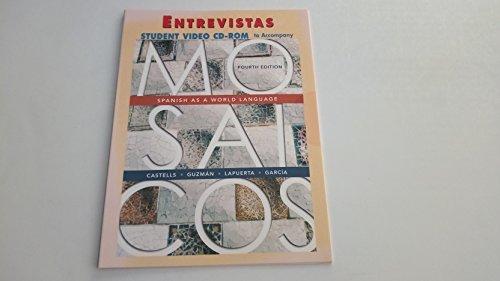 ENTREVISTAS
STUDENT VIDEO CD-ROM to Accompany
MO
FOURTH EDITION
SPANISH AS A WORLD LANGUAGE
SAI
CASTELLS • GUZMÁN • LAPUERTA • GARCÍA
COS